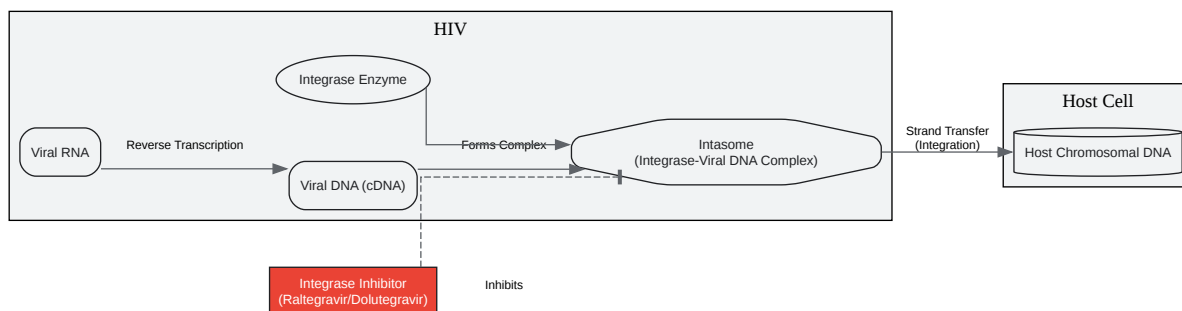 HIV
Integrase Enzyme
Host Cell
Viral RNA
Reverse Transcription
Forms Complex
Intasome
(Integrase-Viral DNA Complex)
Strand Transfer
(Integration)
Host Chromosomal DNA
Viral DNA (cDNA)
Integrase Inhibitor
(Raltegravir/Dolutegravir)
Inhibits